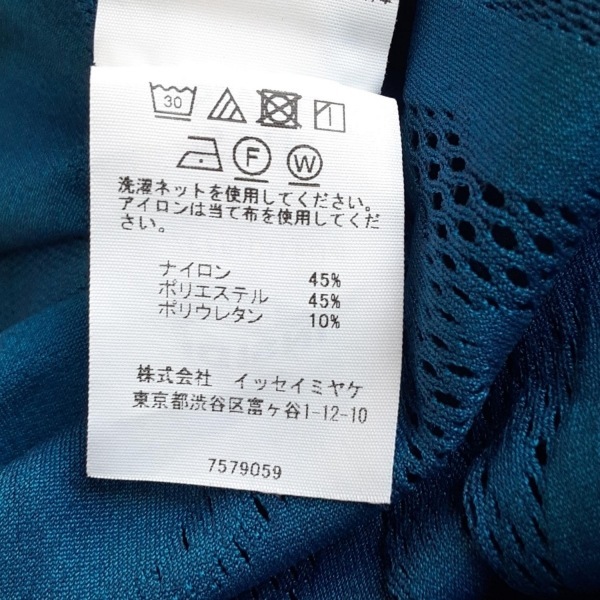 30
F W
洗濯ネットを使用してください。
アイロンは当て布を使用してくだ
さい。
ナイロン 45%
ポリエステル 45%
ポリウレタン 10%
株式会社 イッセイミヤケ
東京都渋谷区富ヶ谷1-12-10
7579059